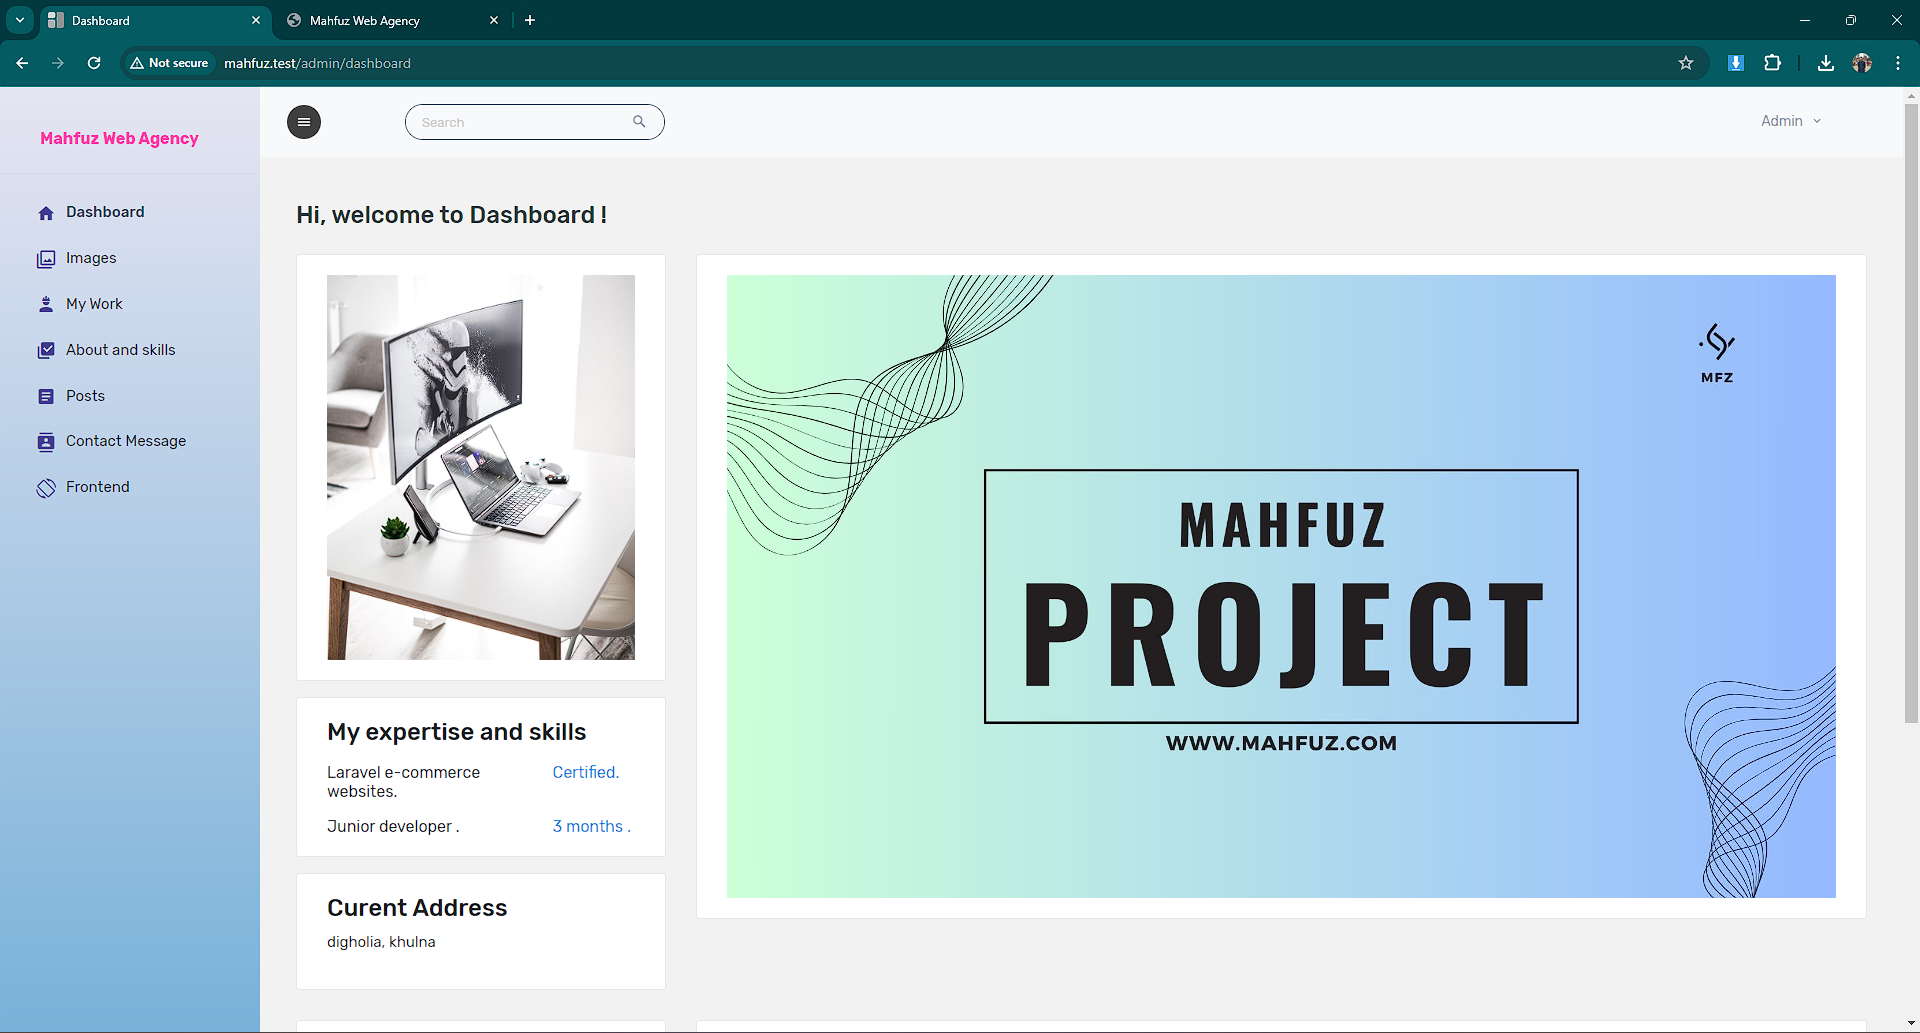 Dashboard
Mahfuz Web Agency
Not secure
mahfuz.test/admin/dashboard
Mahfuz Web Agency
Search
Admin
Dashboard
Images
My Work
About and skills
Posts
Contact Message
Frontend
Hi, welcome to Dashboard !
MFZ
MAHFUZ
PROJECT
WWW.MAHFUZ.COM
My expertise and skills
Laravel e-commerce websites.
Certified.
Junior developer .
3 months .
Curent Address
digholia, khulna